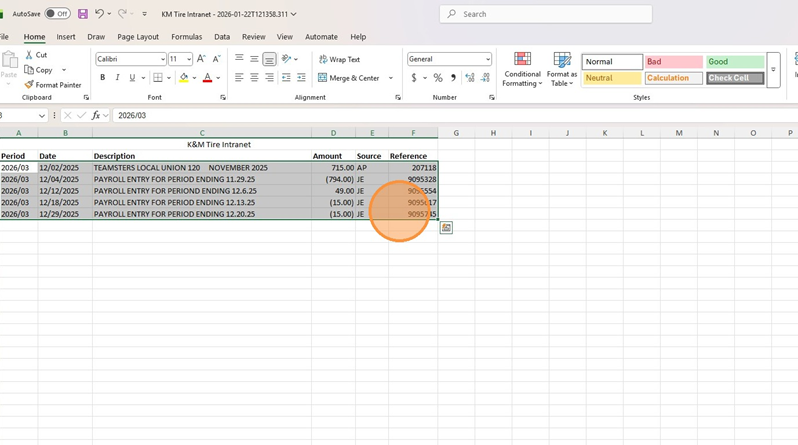 AutoSave Off KM Tire Intranet - 2026-01-22T121358.311 Search
File Home Insert Draw Page Layout Formulas Data Review View Automate Help
Paste Cut Copy Format Painter Clipboard
Calibri 11 A A B I U A Font
Wrap Text Merge & Center Alignment
General $ % Number
Conditional Formatting Format as Table
Normal Bad Good
Neutral Calculation Check Cell
Styles
fx 2026/03
A B C D E F G H I J K L M N O P
K&M Tire Intranet
Period Date Description Amount Source Reference
2026/03 12/02/2025 TEAMSTERS LOCAL UNION 120 NOVEMBER 2025 715.00 AP 207118
2026/03 12/04/2025 PAYROLL ENTRY FOR PERIOD ENDING 11.29.25 (794.00) JE 9095328
2026/03 12/12/2025 PAYROLL ENTRY FOR PERIOND ENDING 12.6.25 49.00 JE 9095554
2026/03 12/18/2025 PAYROLL ENTRY FOR PERIOD ENDING 12.13.25 (15.00) JE
2026/03 12/29/2025 PAYROLL ENTRY FOR PERIOD ENDING 12.20.25 (15.00) JE